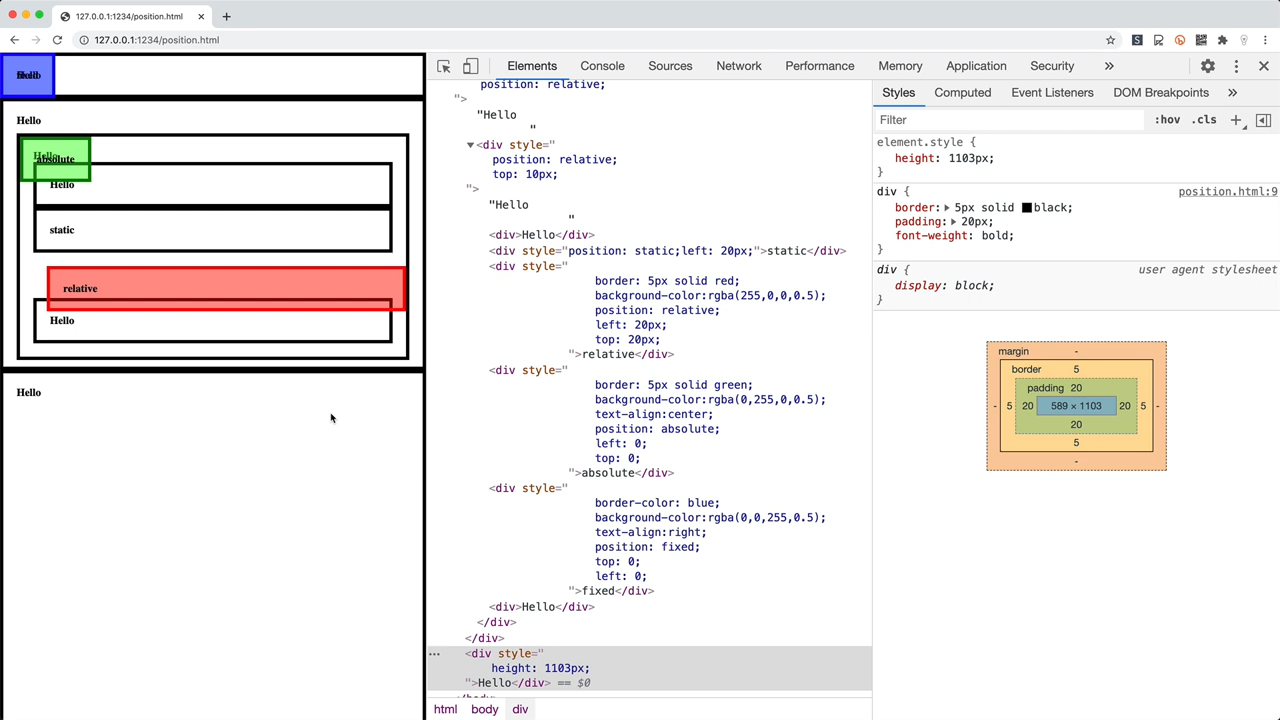 127.0.0.1:1234/position.html
127.0.0.1:1234/position.html
Hello
Hello
absolute
Hello
static
relative
Hello
Hello
Elements Console Sources Network Performance Memory Application Security »
position: relative;
">
"Hello
"
▼<div style="
position: relative;
top: 10px;
">
"Hello
"
<div>Hello</div>
<div style="position: static;left: 20px;">static</div>
<div style="
border: 5px solid red;
background-color:rgba(255,0,0,0.5);
position: relative;
left: 20px;
top: 20px;
">relative</div>
<div style="
border: 5px solid green;
background-color:rgba(0,255,0,0.5);
text-align:center;
position: absolute;
left: 0;
top: 0;
">absolute</div>
<div style="
border-color: blue;
background-color:rgba(0,0,255,0.5);
text-align:right;
position: fixed;
top: 0;
left: 0;
">fixed</div>
<div>Hello</div>
</div>
</div>
<div style="
height: 1103px;
">Hello</div> == $0
</body>
html body div
Styles Computed Event Listeners DOM Breakpoints »
Filter :hov .cls +
element.style {
height: 1103px;
}
div { position.html:9
border: ▶ 5px solid black;
padding: ▶ 20px;
font-weight: bold;
}
div { user agent stylesheet
display: block;
}
margin -
border 5
padding 20
- 5 20 589 × 1103 20 5 -
20
5
-